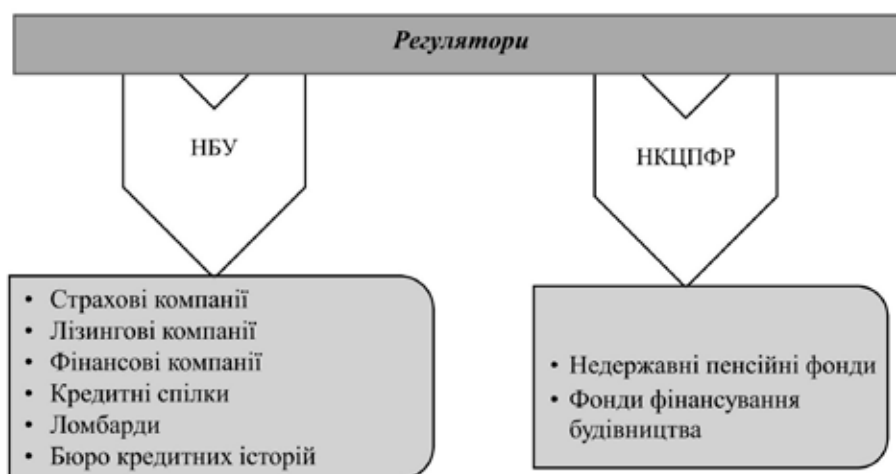 Регулятори
НБУ
НКЦПФР
• Страхові компанії
• Лізингові компанії
• Фінансові компанії
• Кредитні спілки
• Ломбарди
• Бюро кредитних історій
• Недержавні пенсійні фонди
• Фонди фінансування
будівництва